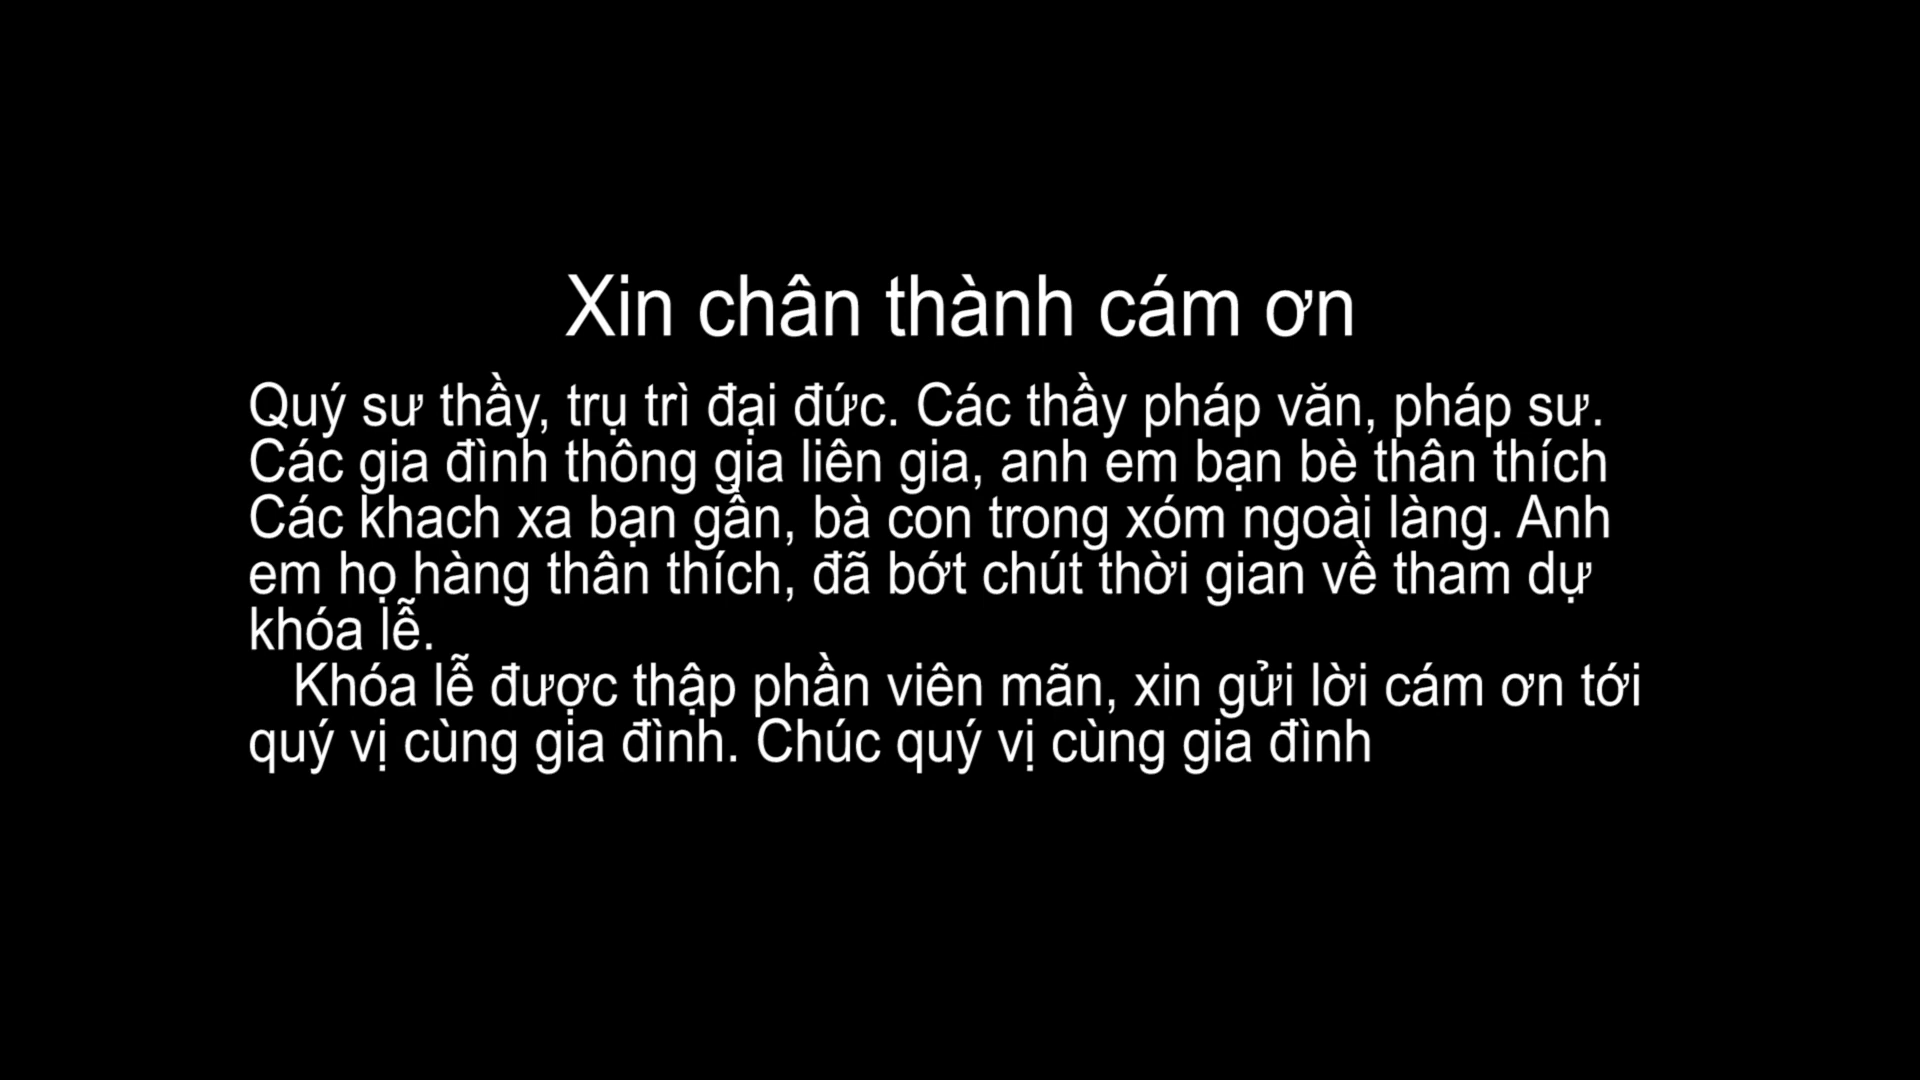 Xin chân thành cám ơn
Quý sư thầy, trụ trì đại đức. Các thầy pháp văn, pháp sư.
Các gia đình thông gia liên gia, anh em bạn bè thân thích
Các khach xa bạn gần, bà con trong xóm ngoài làng. Anh
em họ hàng thân thích, đã bớt chút thời gian về tham dự
khóa lễ.
Khóa lễ được thập phần viên mãn, xin gửi lời cám ơn tới
quý vị cùng gia đình. Chúc quý vị cùng gia đình